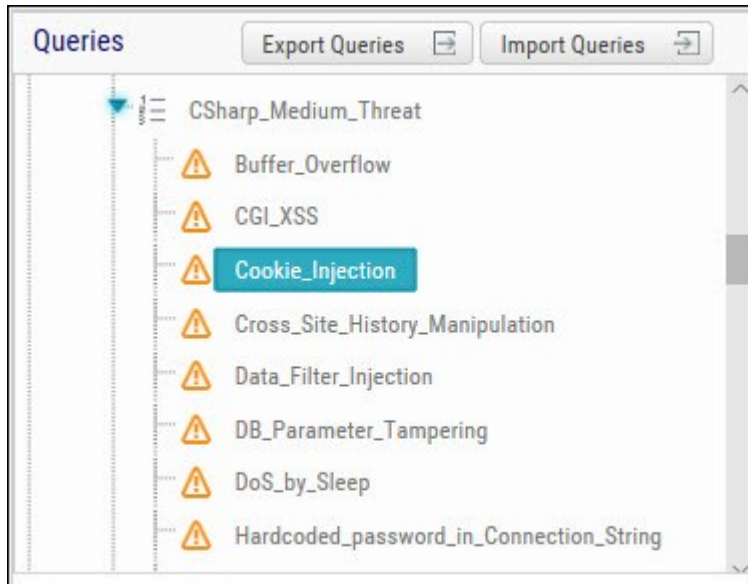 Queries
Export Queries
Import Queries
CSharp_Medium_Threat
Buffer_Overflow
CGI_XSS
Cookie_Injection
Cross_Site_History_Manipulation
Data_Filter_Injection
DB_Parameter_Tampering
DoS_by_Sleep
Hardcoded_password_in_Connection_String